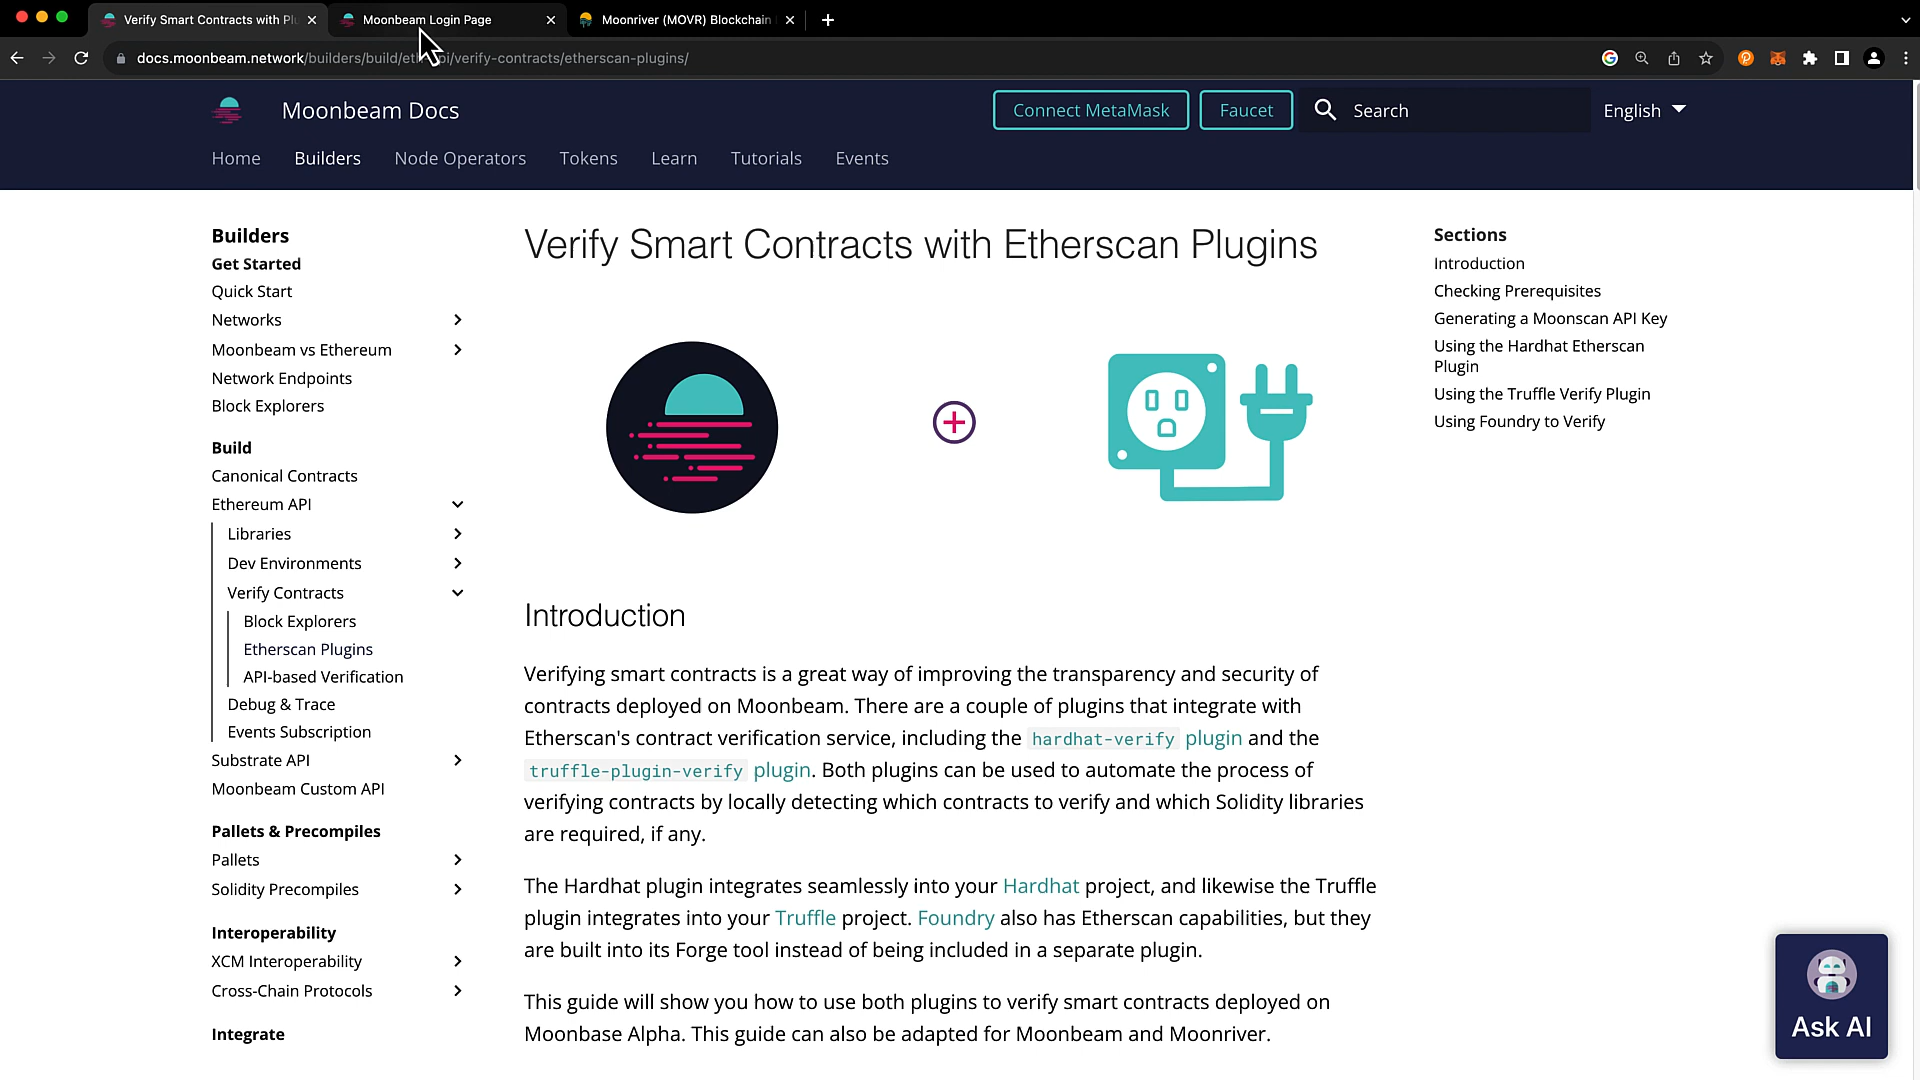 Verify Smart Contracts with Plu
Moonbeam Login Page
Moonriver (MOVR) Blockchain
docs.moonbeam.network/builders/build/eth pi/verify-contracts/etherscan-plugins/
Moonbeam Docs
Connect MetaMask
Faucet
Search
English
Home
Builders
Node Operators
Tokens
Learn
Tutorials
Events
Builders
Get Started
Quick Start
Networks
Moonbeam vs Ethereum
Network Endpoints
Block Explorers
Build
Canonical Contracts
Ethereum API
Libraries
Dev Environments
Verify Contracts
Block Explorers
Etherscan Plugins
API-based Verification
Debug & Trace
Events Subscription
Substrate API
Moonbeam Custom API
Pallets & Precompiles
Pallets
Solidity Precompiles
Interoperability
XCM Interoperability
Cross-Chain Protocols
Integrate
Verify Smart Contracts with Etherscan Plugins
Introduction
Verifying smart contracts is a great way of improving the transparency and security of
contracts deployed on Moonbeam. There are a couple of plugins that integrate with
Etherscan's contract verification service, including the hardhat-verify plugin and the
truffle-plugin-verify plugin. Both plugins can be used to automate the process of
verifying contracts by locally detecting which contracts to verify and which Solidity libraries
are required, if any.
The Hardhat plugin integrates seamlessly into your Hardhat project, and likewise the Truffle
plugin integrates into your Truffle project. Foundry also has Etherscan capabilities, but they
are built into its Forge tool instead of being included in a separate plugin.
This guide will show you how to use both plugins to verify smart contracts deployed on
Moonbase Alpha. This guide can also be adapted for Moonbeam and Moonriver.
Sections
Introduction
Checking Prerequisites
Generating a Moonscan API Key
Using the Hardhat Etherscan
Plugin
Using the Truffle Verify Plugin
Using Foundry to Verify
Ask AI